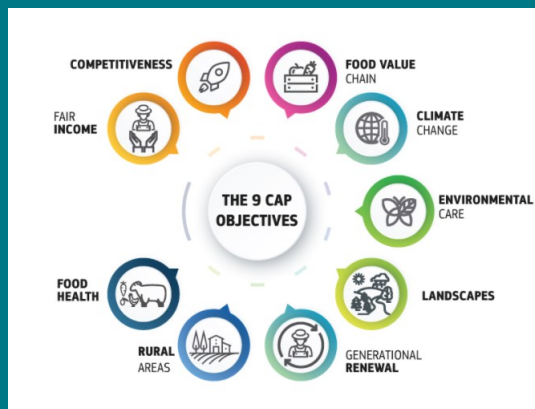 THE 9 CAP
OBJECTIVES
COMPETITIVENESS
FOOD VALUE
CHAIN
CLIMATE
CHANGE
ENVIRONMENTAL
CARE
LANDSCAPES
GENERATIONAL
RENEWAL
RURAL
AREAS
FOOD
HEALTH
FAIR
INCOME